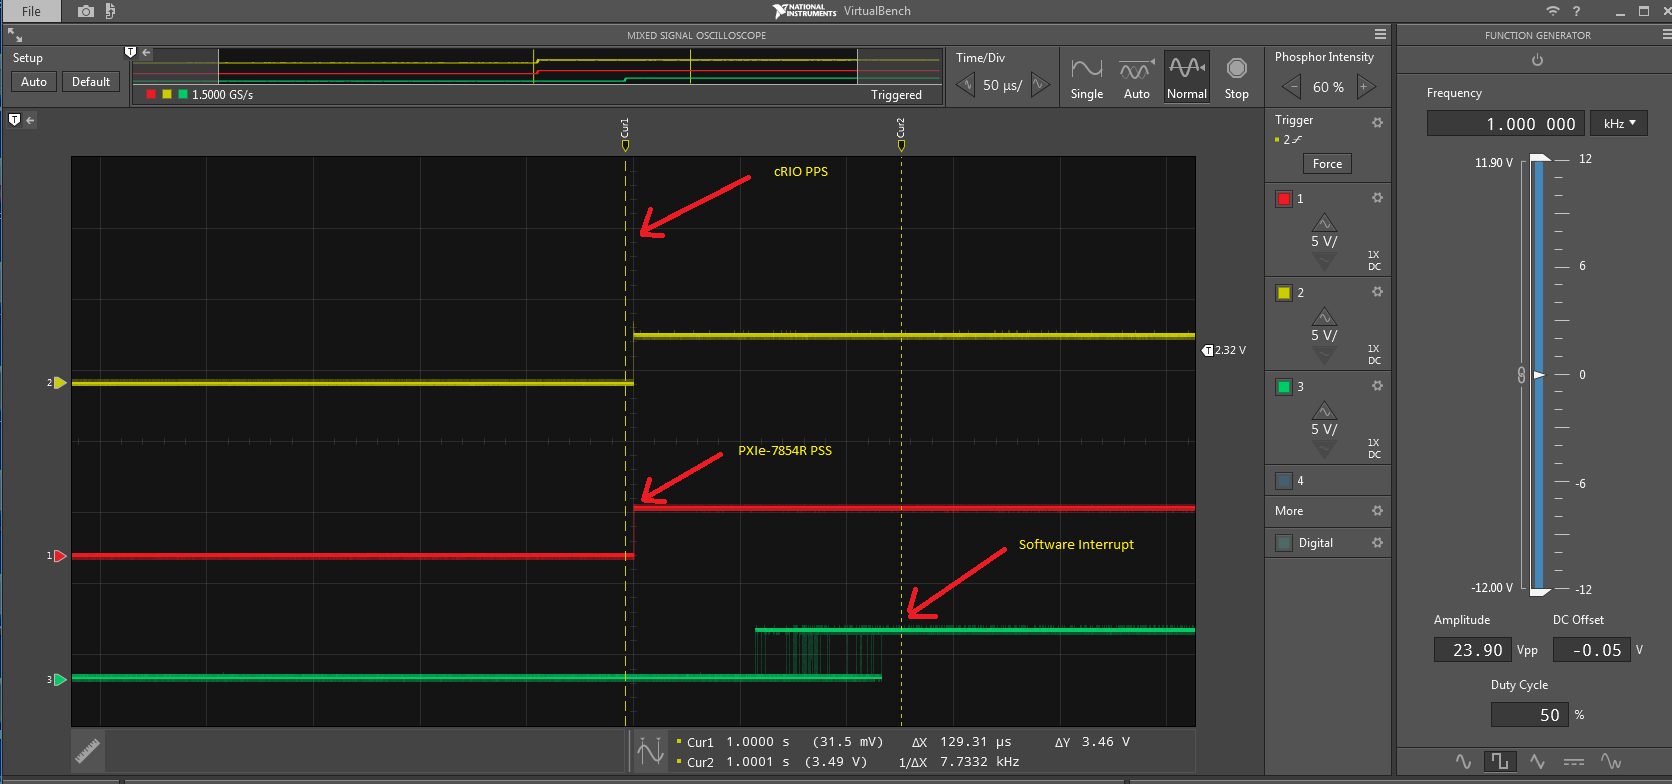 File
NATIONAL INSTRUMENTS VirtualBench
?
MIXED SIGNAL OSCILLOSCOPE
FUNCTION GENERATOR
Setup
Auto
Default
T
1.5000 GS/s
Triggered
Time/Div
50 µs/
Single
Auto
Normal
Stop
Phosphor Intensity
60 %
T
Cur1
Cur2
cRIO PPS
2
T 2.32 V
PXIe-7854R PSS
1
Software Interrupt
3
Cur1 1.0000 s (31.5 mV) ΔX 129.31 µs ΔY 3.46 V
Cur2 1.0001 s (3.49 V) 1/ΔX 7.7332 kHz
Trigger
2
Force
1
5 V/
1X
DC
2
5 V/
1X
DC
3
5 V/
1X
DC
4
More
Digital
Frequency
1.000 000 kHz
11.90 V
12
6
0
-6
-12.00 V
-12
Amplitude
23.90 Vpp
DC Offset
-0.05 V
Duty Cycle
50 %